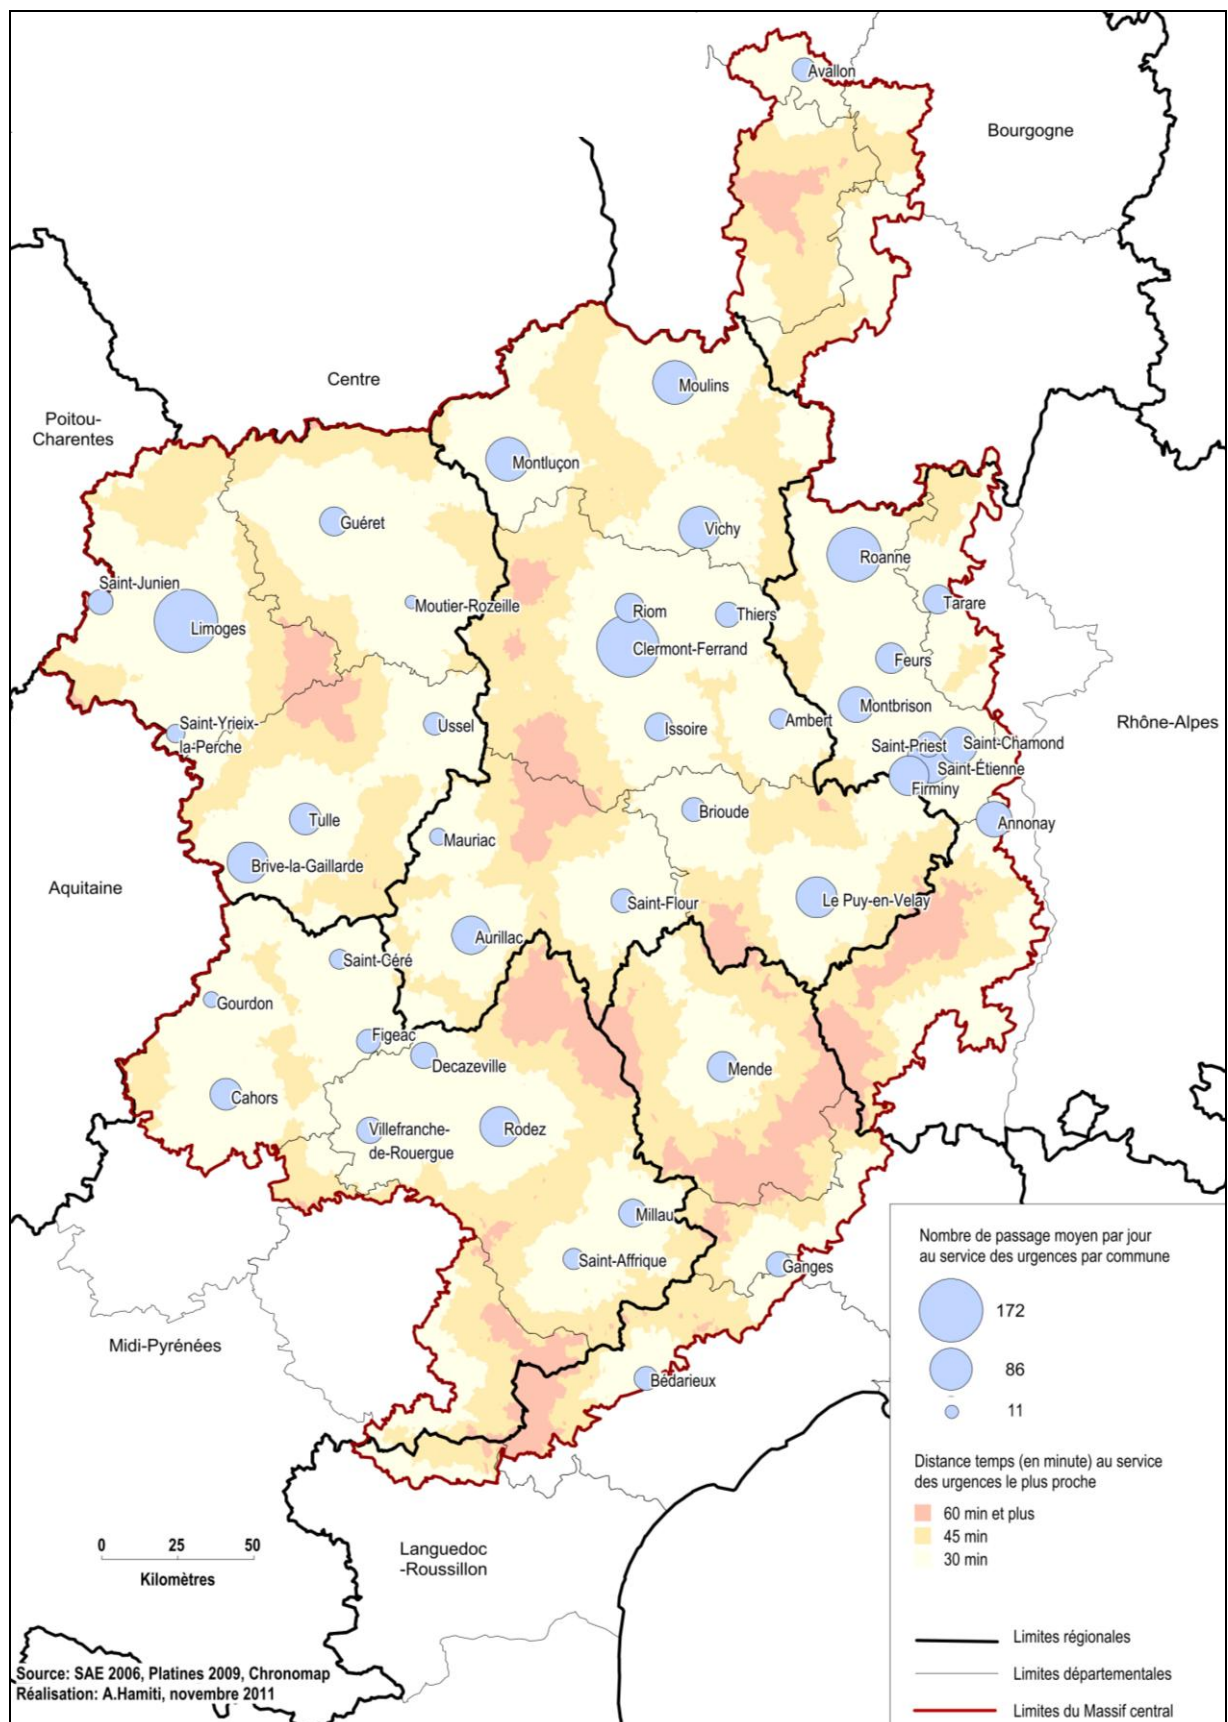 Avallon
Bourgogne
Centre
Poitou-
Charentes
Moulins
Montluçon
Guéret
Vichy
Roanne
Saint-Junien
Moutier-Rozeille
Riom
Thiers
Tarare
Limoges
Clermont-Ferrand
Feurs
Saint-Yrieix-
la-Perche
Ussel
Issoire
Ambert
Montbrison
Rhône-Alpes
Saint-Priest
Saint-Chamond
Saint-Étienne
Firminy
Tulle
Mauriac
Brioude
Annonay
Brive-la-Gaillarde
Aquitaine
Saint-Flour
Le Puy-en-Velay
Aurillac
Saint-Céré
Gourdon
Figeac
Decazeville
Mende
Cahors
Villefranche-
de-Rouergue
Rodez
Millau
Saint-Affrique
Ganges
Midi-Pyrénées
Bédarieux
Languedoc
-Roussillon
Nombre de passage moyen par jour
au service des urgences par commune
172
86
11
Distance temps (en minute) au service
des urgences le plus proche
60 min et plus
45 min
30 min
Limites régionales
Limites départementales
Limites du Massif central
0 25 50
Kilomètres
Source: SAE 2006, Platines 2009, Chronomap
Réalisation: A.Hamiti, novembre 2011